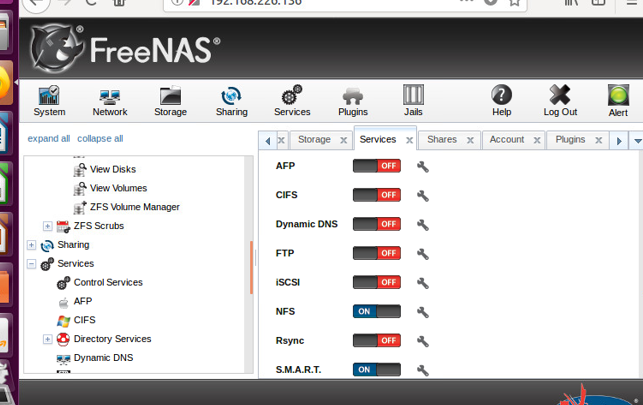 192.168.226.136
FreeNAS®
System Network Storage Sharing Services Plugins Jails Help Log Out Alert
expand all collapse all
Storage Services Shares Account Plugins
View Disks
View Volumes
ZFS Volume Manager
ZFS Scrubs
Sharing
Services
Control Services
AFP
CIFS
Directory Services
Dynamic DNS
AFP OFF
CIFS OFF
Dynamic DNS OFF
FTP OFF
iSCSI OFF
NFS ON
Rsync OFF
S.M.A.R.T. ON